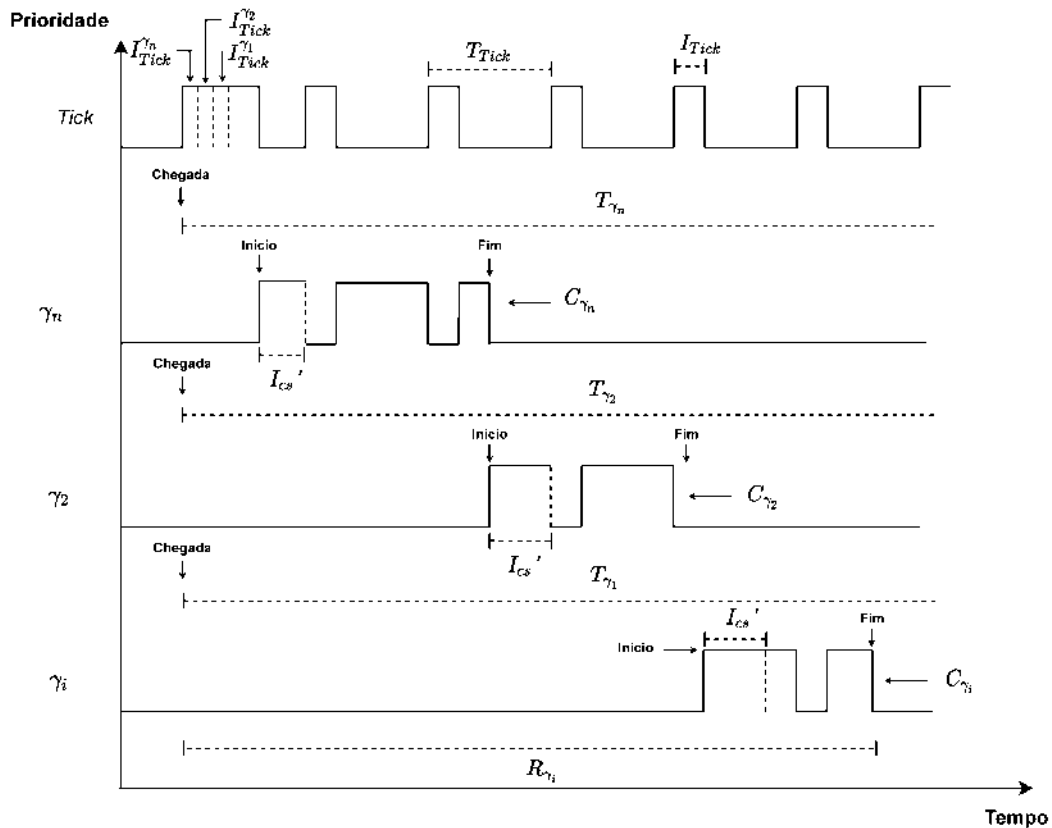 Prioridade
I_{Tick}^{γ_n}
I_{Tick}^{γ_2}
I_{Tick}^{γ_1}
T_{Tick}
I_{Tick}
Tick
Chegada
T_{γ_n}
Inicio
Fim
γ_n
C_{γ_n}
I_{cs}'
Chegada
T_{γ_2}
Inicio
Fim
γ_2
C_{γ_2}
I_{cs}'
Chegada
T_{γ_1}
I_{cs}'
Fim
Inicio
γ_i
C_{γ_i}
R_{γ_i}
Tempo